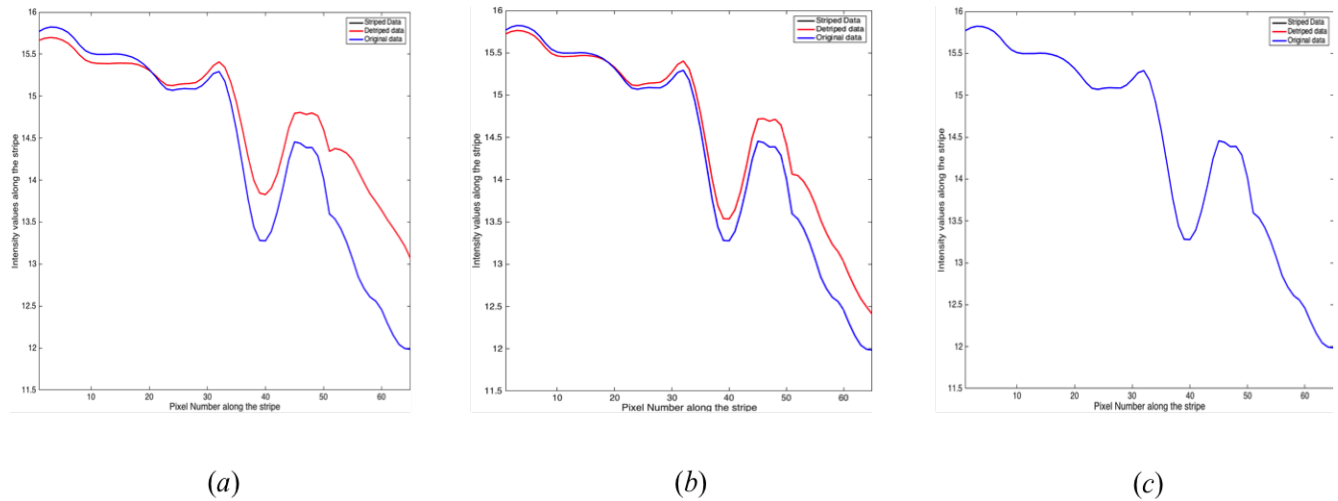 16
15.5
15
14.5
14
13.5
13
12.5
12
11.5
Intensity values along the stripe
10 20 30 40 50 60
Pixel Number along the stripe
Striped Data
Detriped data
Original data
(a)
16
15.5
15
14.5
14
13.5
13
12.5
12
11.5
Intensity values along the stripe
10 20 30 40 50 60
Pixel Number along the stripe
Striped Data
Detriped data
Original data
(b)
16
15.5
15
14.5
14
13.5
13
12.5
12
11.5
Intensity values along the stripe
10 20 30 40 50 60
Pixel Number along the stripe
Striped Data
Detriped data
Original data
(c)